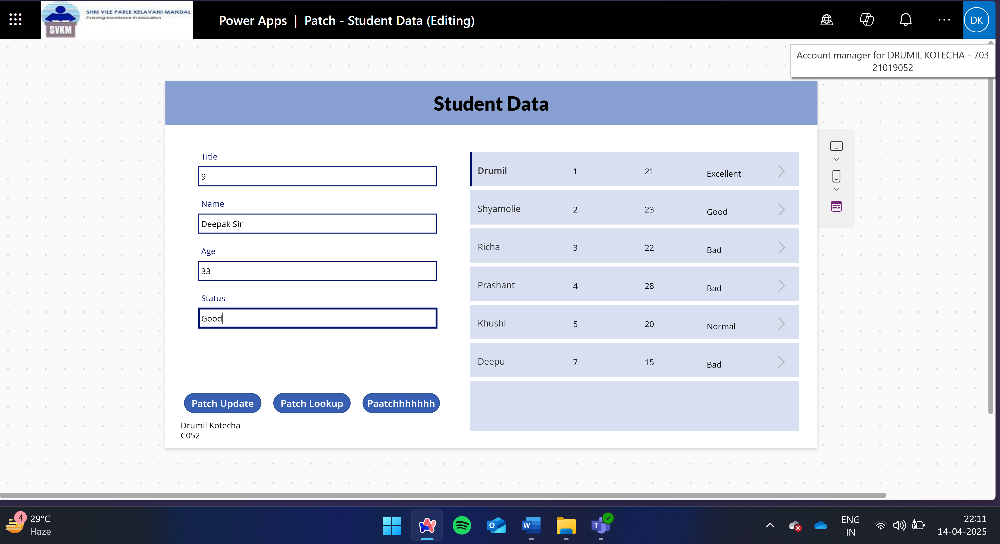 SHRI VILE PARLE KELAVANI MANDAL
Pursuing excellence in education
SVKM
Power Apps | Patch - Student Data (Editing)
DK
Account manager for DRUMIL KOTECHA - 703
21019052
Student Data
Title
9
Name
Deepak Sir
Age
33
Status
Good
Drumil 1 21 Excellent
Shyamolie 2 23 Good
Richa 3 22 Bad
Prashant 4 28 Bad
Khushi 5 20 Normal
Deepu 7 15 Bad
Patch Update Patch Lookup Paatchhhhhhh
Drumil Kotecha
C052
4
29°C
Haze
O
W
T
ENG
IN
22:11
14-04-2025